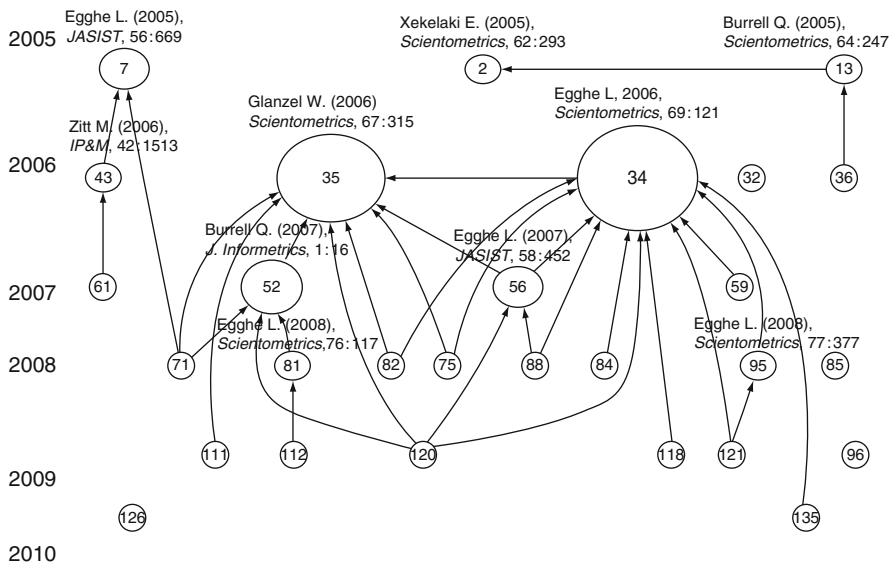 2005
Egghe L. (2005),
JASIST, 56:669
7
Xekelaki E. (2005),
Scientometrics, 62:293
2
Burrell Q. (2005),
Scientometrics, 64:247
13
2006
Zitt M. (2006),
IP&M, 42:1513
43
Glanzel W. (2006)
Scientometrics, 67:315
35
Egghe L, 2006,
Scientometrics, 69:121
34
32
36
2007
61
Burrell Q. (2007),
J. Informetrics, 1:16
52
Egghe L. (2007),
JASIST, 58:452
56
59
2008
71
Egghe L. (2008),
Scientometrics,76:117
81
82
75
88
84
Egghe L. (2008),
Scientometrics, 77:377
95
85
2009
111
112
120
118
121
96
126
135
2010